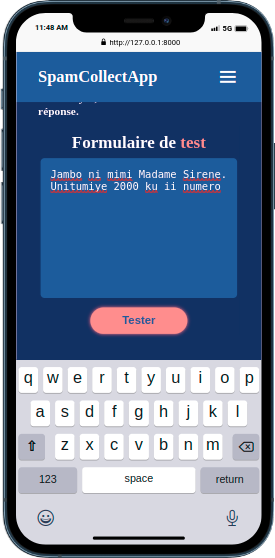 11:48 AM
5G
http://127.0.0.1:8000
SpamCollectApp
réponse.
Formulaire de test
Jambo ni mimi Madame Sirene.
Unitumiye 2000 ku ii numero
Tester
q w e r t y u i o p
a s d f g h j k l
z x c v b n m
123 space return